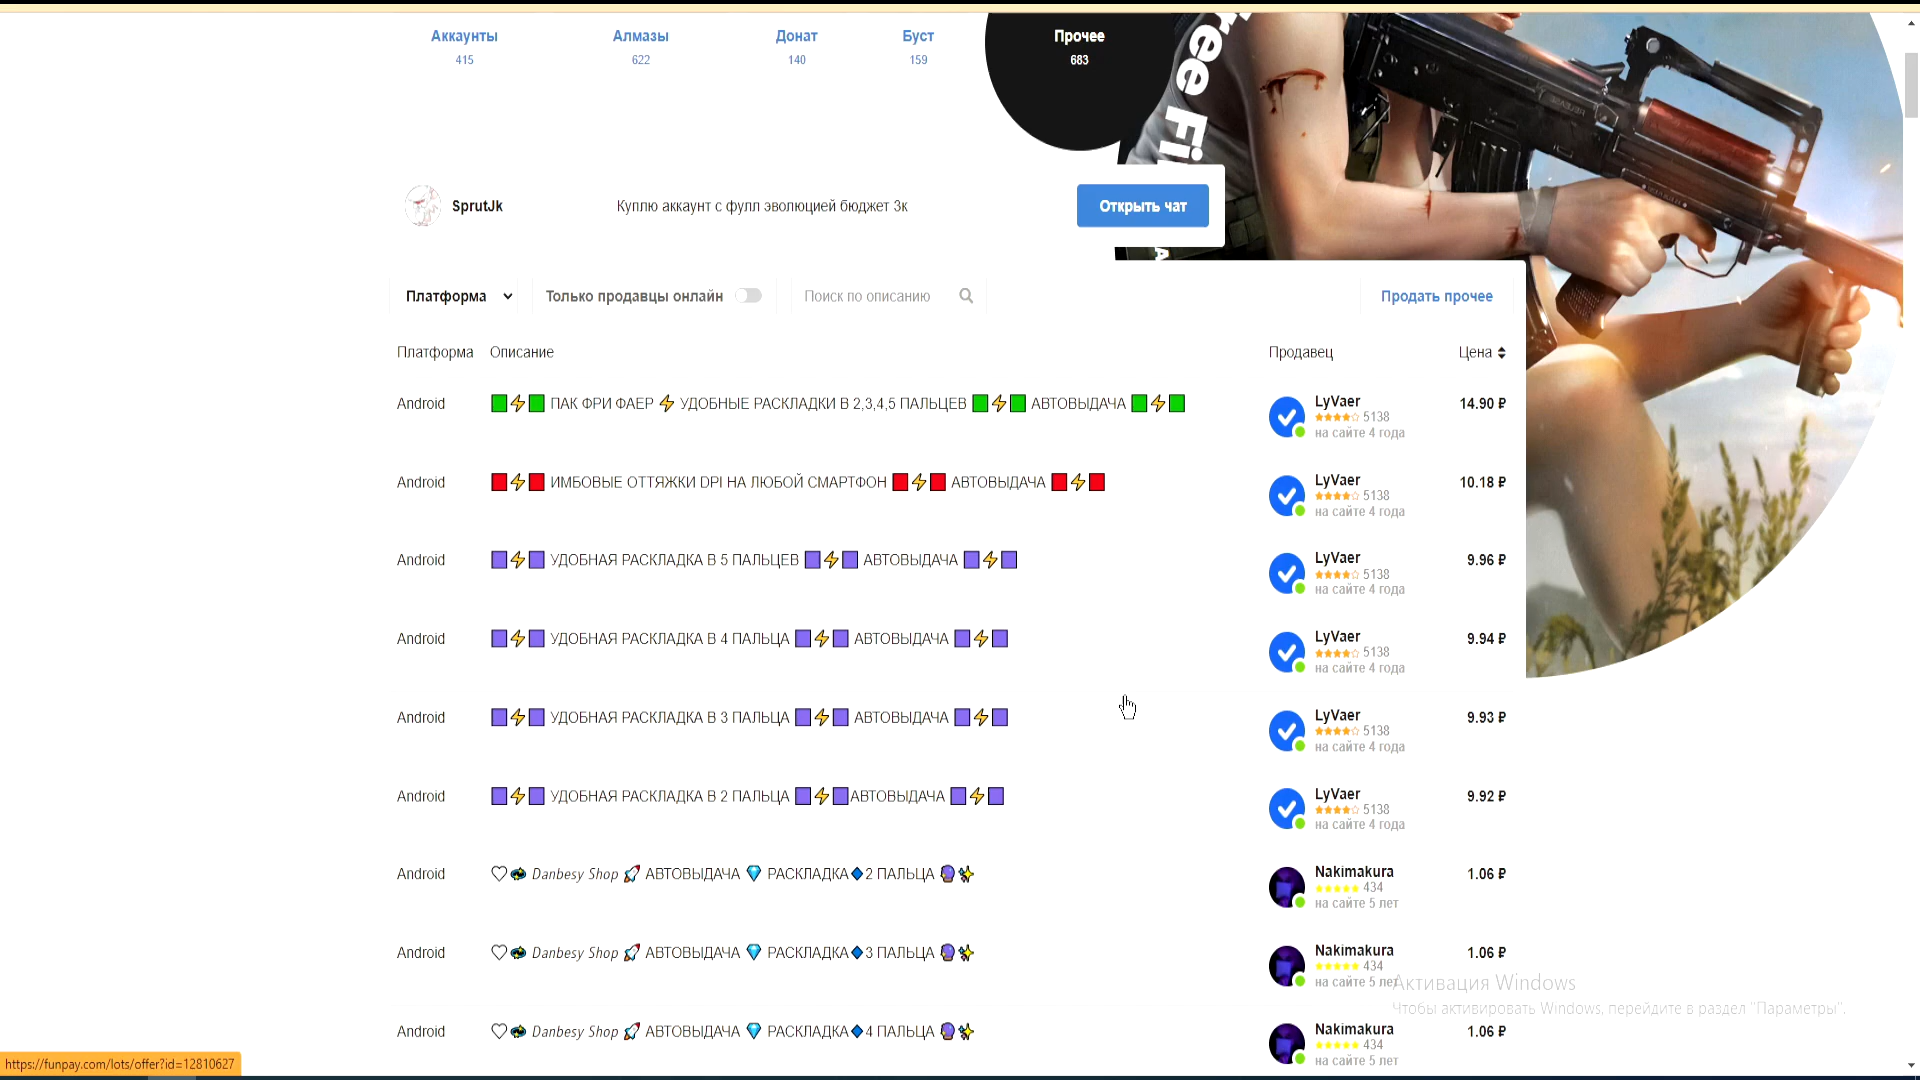 Аккаунты Алмазы Донат Буст Прочее
415 622 140 159 683
ree Fi
SprutJk Куплю аккаунт с фулл эволюцией бюджет 3к Открыть чат
Платформа Только продавцы онлайн Поиск по описанию Продать прочее
Платформа Описание Продавец Цена
Android ПАК ФРИ ФАЕР ⚡ УДОБНЫЕ РАСКЛАДКИ В 2,3,4,5 ПАЛЬЦЕВ АВТОВЫДАЧА LyVaer 14.90 ₽
5138
на сайте 4 года
Android ИМБОВЫЕ ОТТЯЖКИ DPI НА ЛЮБОЙ СМАРТФОН АВТОВЫДАЧА LyVaer 10.18 ₽
5138
на сайте 4 года
Android УДОБНАЯ РАСКЛАДКА В 5 ПАЛЬЦЕВ АВТОВЫДАЧА LyVaer 9.96 ₽
5138
на сайте 4 года
Android УДОБНАЯ РАСКЛАДКА В 4 ПАЛЬЦА АВТОВЫДАЧА LyVaer 9.94 ₽
5138
на сайте 4 года
Android УДОБНАЯ РАСКЛАДКА В 3 ПАЛЬЦА АВТОВЫДАЧА LyVaer 9.93 ₽
5138
на сайте 4 года
Android УДОБНАЯ РАСКЛАДКА В 2 ПАЛЬЦА АВТОВЫДАЧА LyVaer 9.92 ₽
5138
на сайте 4 года
Android Danbesy Shop 🚀 АВТОВЫДАЧА 💎 РАСКЛАДКА🔹2 ПАЛЬЦА 🔮✨ Nakimakura 1.06 ₽
434
на сайте 5 лет
Android Danbesy Shop 🚀 АВТОВЫДАЧА 💎 РАСКЛАДКА🔹3 ПАЛЬЦА 🔮✨ Nakimakura 1.06 ₽
434
на сайте 5 лет
Активация Windows
Чтобы активировать Windows, перейдите в раздел "Параметры".
Android Danbesy Shop 🚀 АВТОВЫДАЧА 💎 РАСКЛАДКА🔹4 ПАЛЬЦА 🔮✨ Nakimakura 1.06 ₽
434
на сайте 5 лет
https://funpay.com/lots/offer?id=12810627